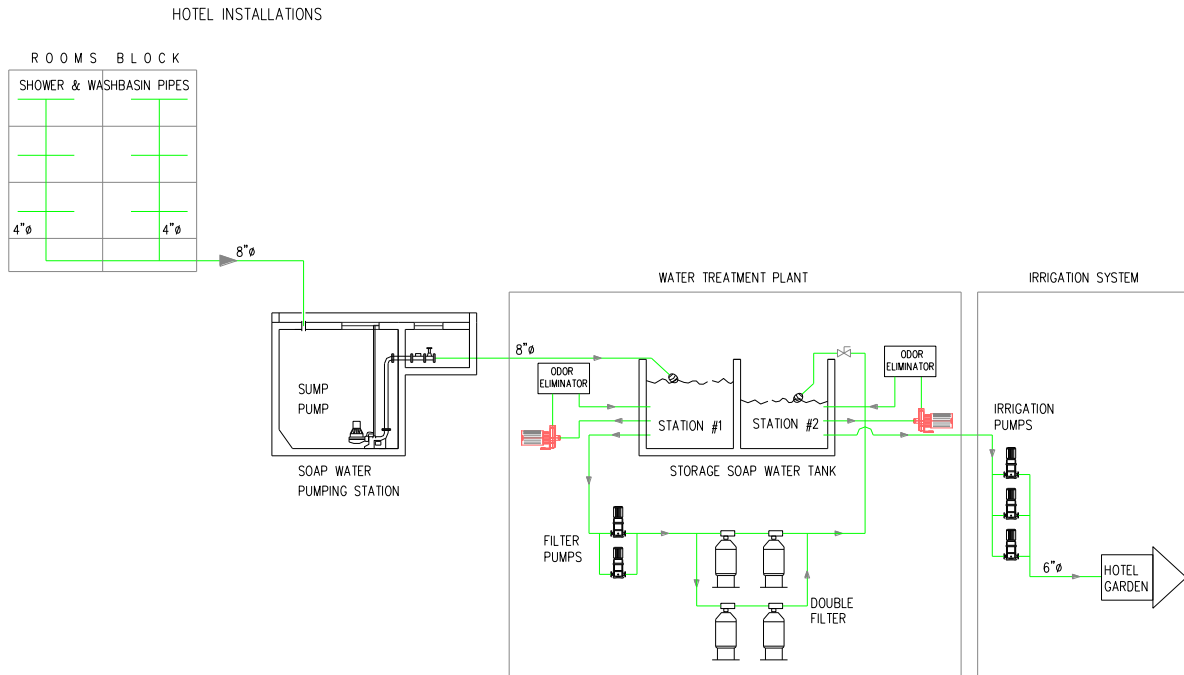 HOTEL INSTALLATIONS
ROOMS BLOCK
SHOWER & WASHBASIN PIPES
4"ø
4"ø
8"ø
SUMP
PUMP
SOAP WATER
PUMPING STATION
WATER TREATMENT PLANT
8"ø
ODOR
ELIMINATOR
STATION #1
STATION #2
ODOR
ELIMINATOR
STORAGE SOAP WATER TANK
FILTER
PUMPS
DOUBLE
FILTER
IRRIGATION SYSTEM
IRRIGATION
PUMPS
6"ø
HOTEL
GARDEN